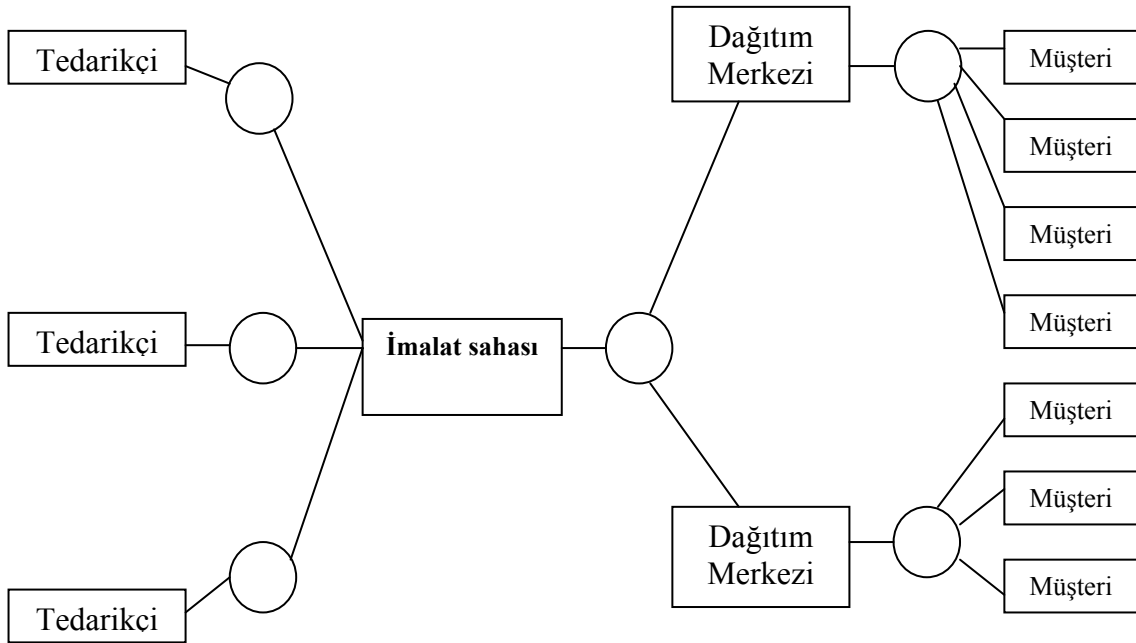 Tedarikçi
Tedarikçi
Tedarikçi
İmalat sahası
Dağıtım
Merkezi
Dağıtım
Merkezi
Müşteri
Müşteri
Müşteri
Müşteri
Müşteri
Müşteri
Müşteri